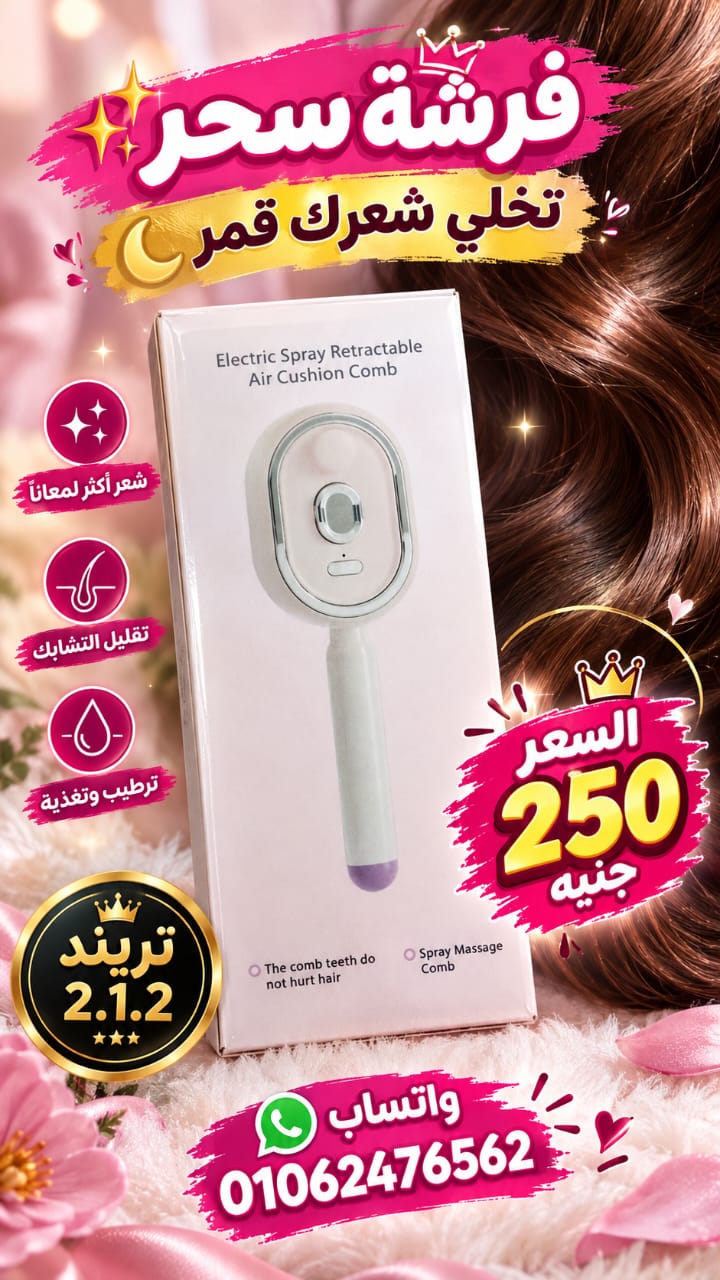 فرشة سحر
تخلي شعرك قمر
Electric Spray Retractable
Air Cushion Comb
شعر أكثر لمعاناً
تقليل التشابك
ترطيب وتغذية
السعر
250
جنيه
The comb teeth do
not hurt hair
Spray Massage
Comb
تريند
2.1.2
واتساب
01062476562